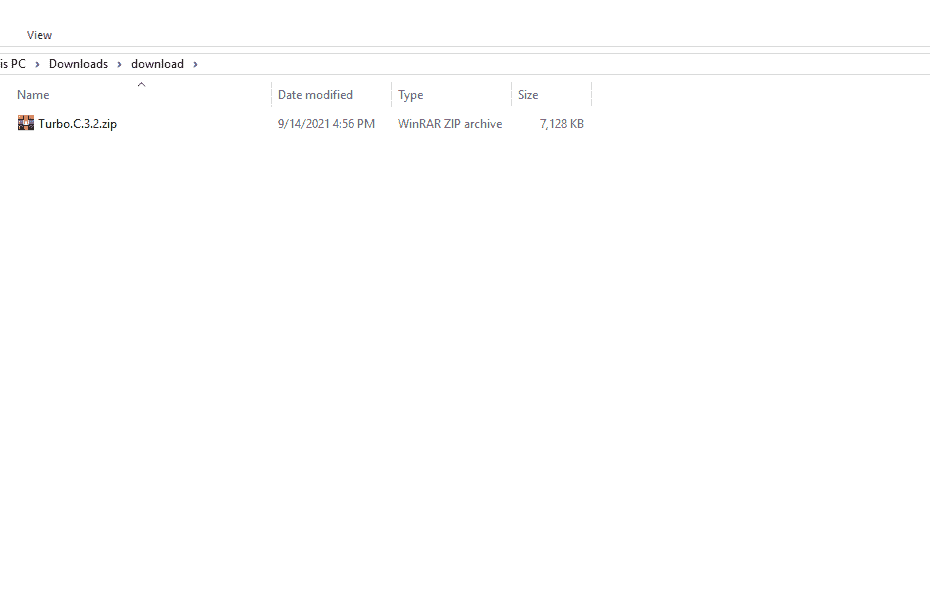 View
is PC › Downloads › download ›
Name Date modified Type Size
Turbo.C.3.2.zip 9/14/2021 4:56 PM WinRAR ZIP archive 7,128 KB